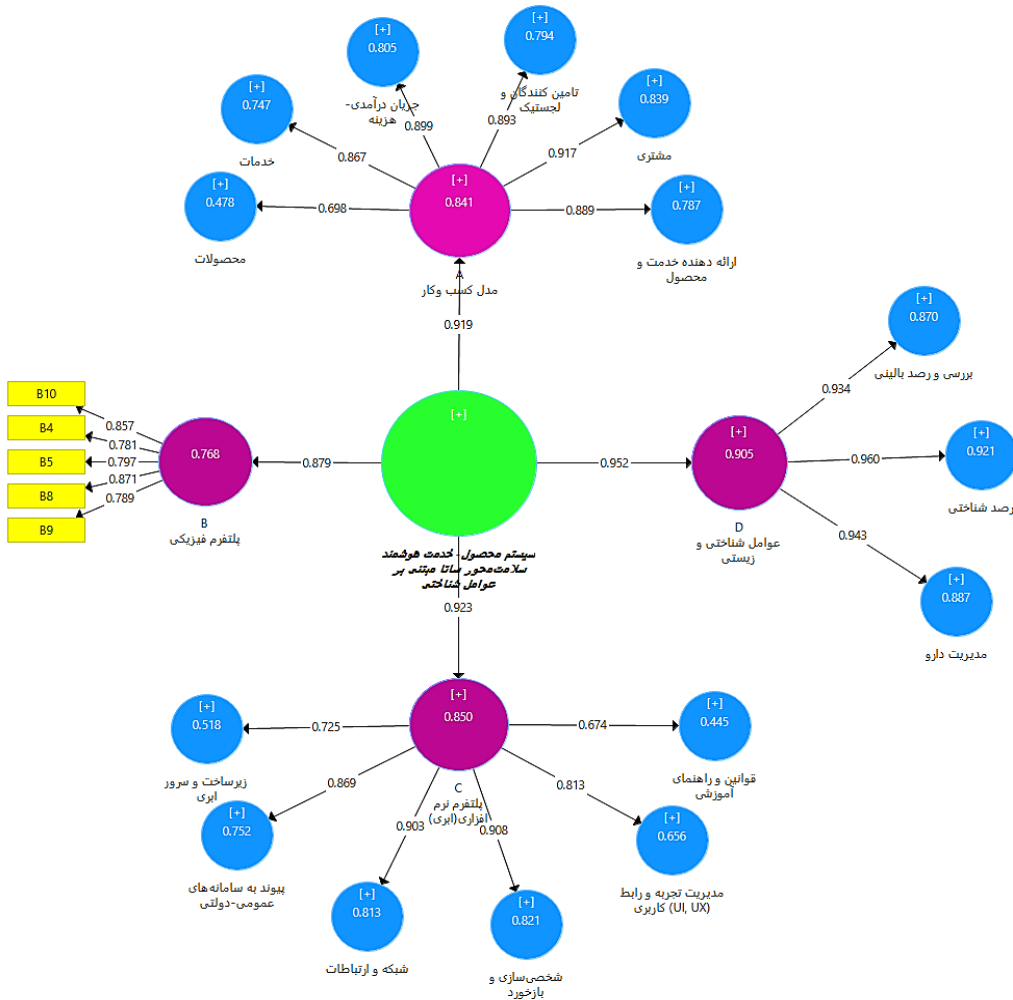 [+]
0.805
[+]
0.794
[+]
0.747
[+]
0.839
جریان درآمدی-
هزینه
تامین کنندگان و
لجستیک
0.899
0.893
خدمات
0.867
0.917
مشتری
[+]
0.478
0.698
[+]
0.841
0.889
[+]
0.787
محصولات
ارائه دهنده خدمت و
محصول
A
مدل کسب وکار
0.919
[+]
0.870
بررسی و رصد بالینی
0.934
B10
B4
B5
B8
B9
0.857
0.781
0.797
0.871
0.789
0.768
0.879
[+]
0.952
[+]
0.905
0.960
[+]
0.921
رصد شناختی
B
پلتفرم فیزیکی
D
عوامل شناختی و
زیستی
0.943
سیستم محصول- خدمت هوشمند
سلامت‌محور ساتا مبتنی بر
عوامل شناختی
[+]
0.887
مدیریت دارو
0.923
[+]
0.518
0.725
[+]
0.850
0.674
[+]
0.445
زیرساخت و سرور
ابری
قوانین و راهنمای
آموزشی
0.869
C
پلتفرم نرم
افزاری(ابری)
0.813
[+]
0.752
0.903
0.908
[+]
0.656
پیوند به سامانه‌های
عمومی-دولتی
مدیریت تجربه و رابط
کاربری (UI, UX)
[+]
0.813
[+]
0.821
شبکه و ارتباطات
شخصی‌سازی و
بازخورد